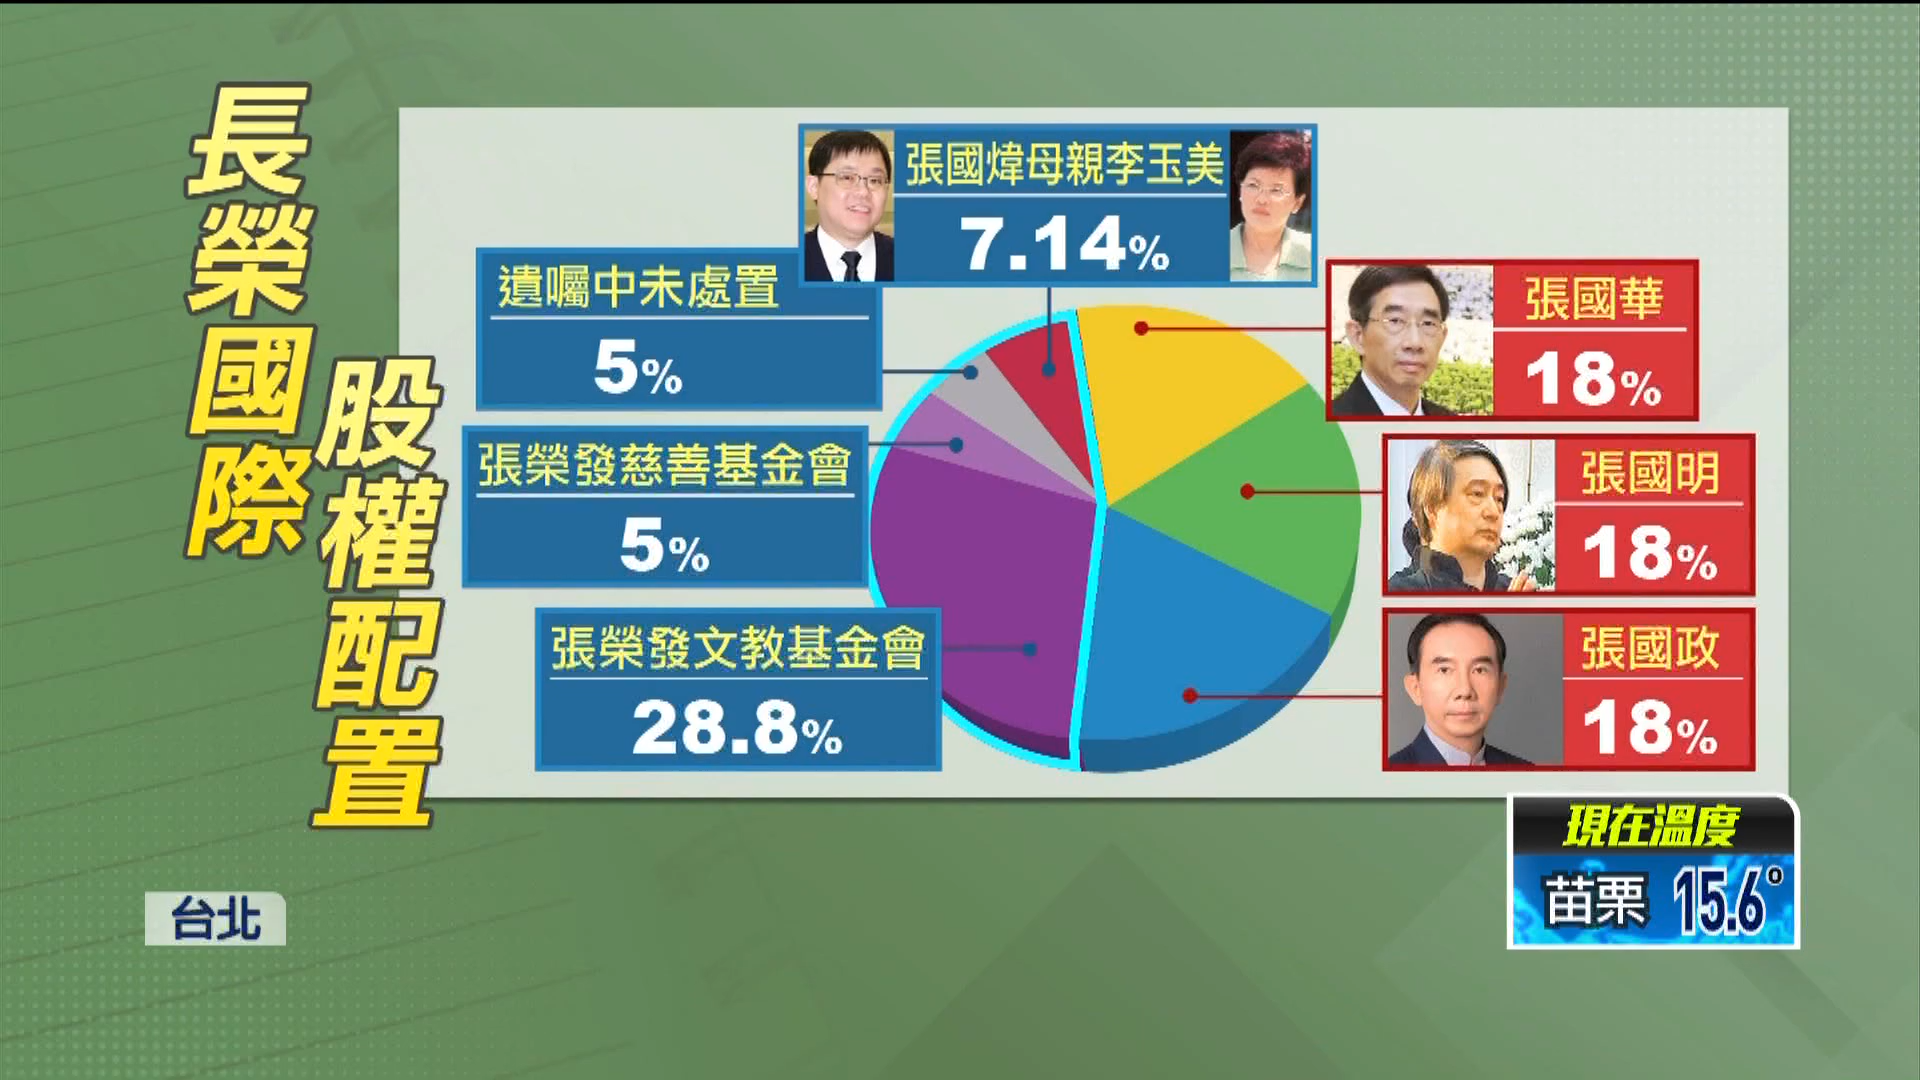 長榮國際
股權配置
張國煒母親李玉美
7.14%
遺囑中未處置
5%
張榮發慈善基金會
5%
張榮發文教基金會
28.8%
張國華
18%
張國明
18%
張國政
18%
現在溫度
苗栗 15.6°
台北